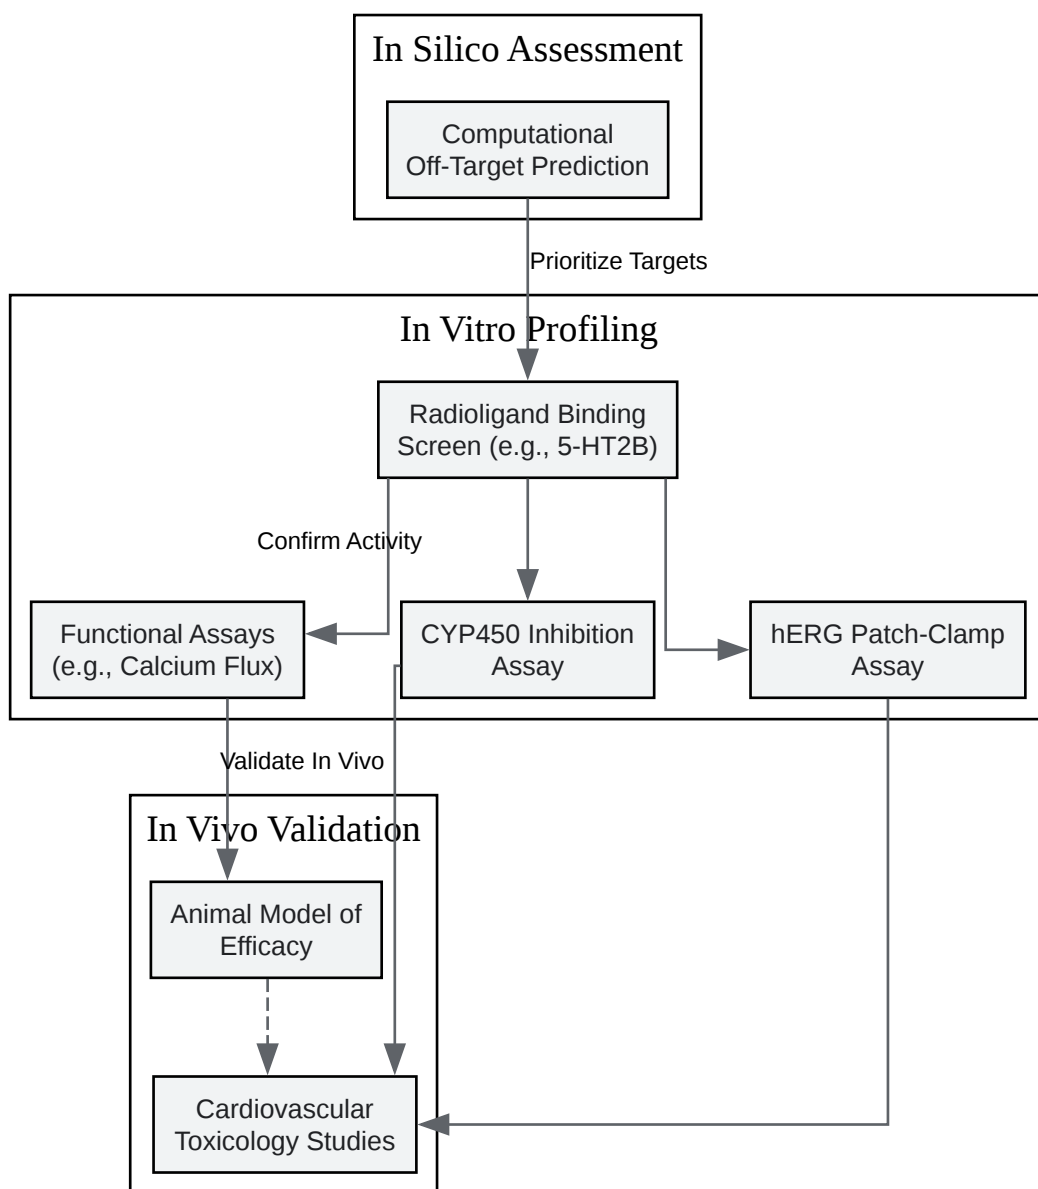 In Silico Assessment
Computational
Off-Target Prediction
Prioritize Targets
In Vitro Profiling
Radioligand Binding
Screen (e.g., 5-HT2B)
Confirm Activity
Functional Assays
(e.g., Calcium Flux)
CYP450 Inhibition
Assay
hERG Patch-Clamp
Assay
Validate In Vivo
In Vivo Validation
Animal Model of
Efficacy
Cardiovascular
Toxicology Studies